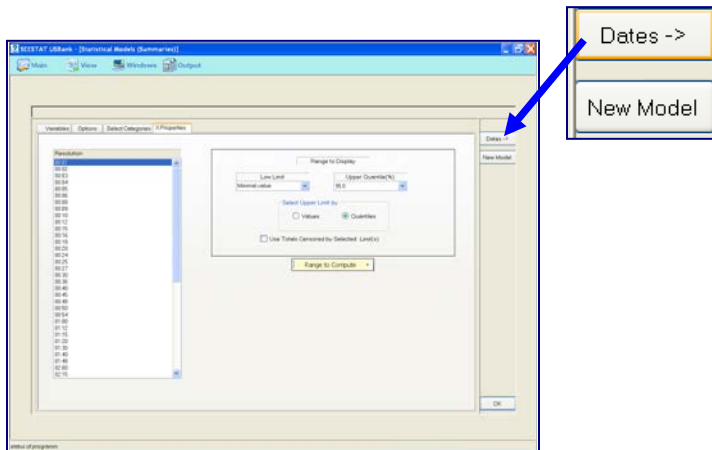 SEESTAT USBank - [Statistical Models (Summaries)]
Main View Windows Output
Variables Options Select Categories X Properties
Dates ->
New Model
Resolution
Range to Display
Low Limit Upper Quantile(%)
Minimal value 95.0
Select Upper Limit by
Values Quantiles
Use Totals Censored by Selected Limit(s)
Range to Compute
00:01
00:02
00:03
00:04
00:05
00:06
00:08
00:09
00:10
00:12
00:15
00:16
00:18
00:20
00:24
00:25
00:27
00:30
00:36
00:40
00:45
00:48
00:50
00:54
01:00
01:12
01:15
01:20
01:30
01:40
01:48
02:00
02:15
OK
status of programm
Dates ->
New Model